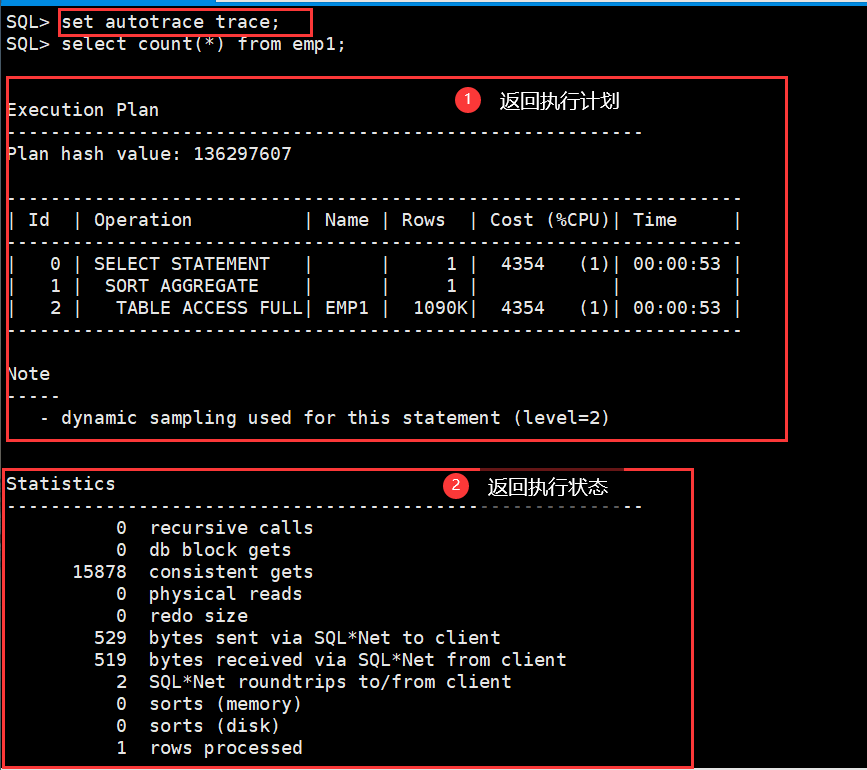 SQL> set autotrace trace;
SQL> select count(*) from emp1;
1 返回执行计划
Execution Plan
----------------------------------------------------------
Plan hash value: 136297607
-------------------------------------------------------------------
| Id  | Operation          | Name | Rows  | Cost (%CPU)| Time     |
-------------------------------------------------------------------
|   0 | SELECT STATEMENT   |      |     1 |  4354   (1)| 00:00:53 |
|   1 |  SORT AGGREGATE    |      |     1 |            |          |
|   2 |   TABLE ACCESS FULL| EMP1 |  1090K|  4354   (1)| 00:00:53 |
-------------------------------------------------------------------
Note
-----
   - dynamic sampling used for this statement (level=2)
Statistics
2 返回执行状态
----------------------------------------------------------
          0  recursive calls
          0  db block gets
      15878  consistent gets
          0  physical reads
          0  redo size
        529  bytes sent via SQL*Net to client
        519  bytes received via SQL*Net from client
          2  SQL*Net roundtrips to/from client
          0  sorts (memory)
          0  sorts (disk)
          1  rows processed